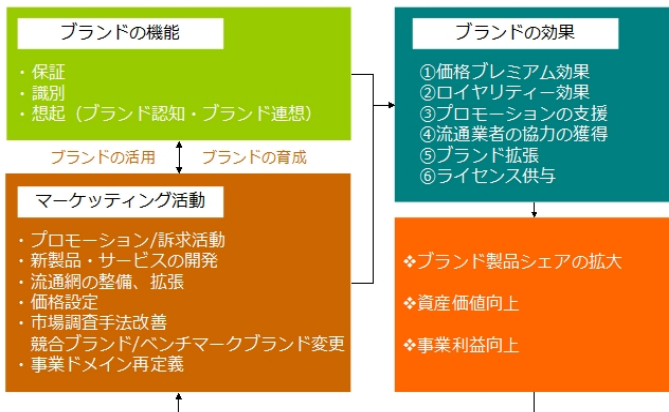 ブランドの機能
・保証
・識別
・想起（ブランド認知・ブランド連想）
ブランドの活用
ブランドの育成
マーケッティング活動
・プロモーション/訴求活動
・新製品・サービスの開発
・流通網の整備、拡張
・価格設定
・市場調査手法改善
競合ブランド/ベンチマークブランド変更
・事業ドメイン再定義
ブランドの効果
①価格プレミアム効果
②ロイヤリティー効果
③プロモーションの支援
④流通業者の協力の獲得
⑤ブランド拡張
⑥ライセンス供与
❖ブランド製品シェアの拡大
❖資産価値向上
❖事業利益向上